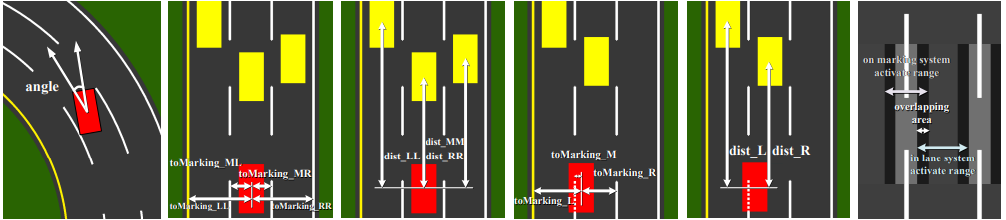 angle
toMarking_ML
toMarking_MR
toMarking_LL
toMarking_RR
dist_MM
dist_LL
dist_RR
toMarking_M
toMarking_R
toMarking_L
dist_L
dist_R
on marking system
activate range
overlapping
area
in lane system
activate range